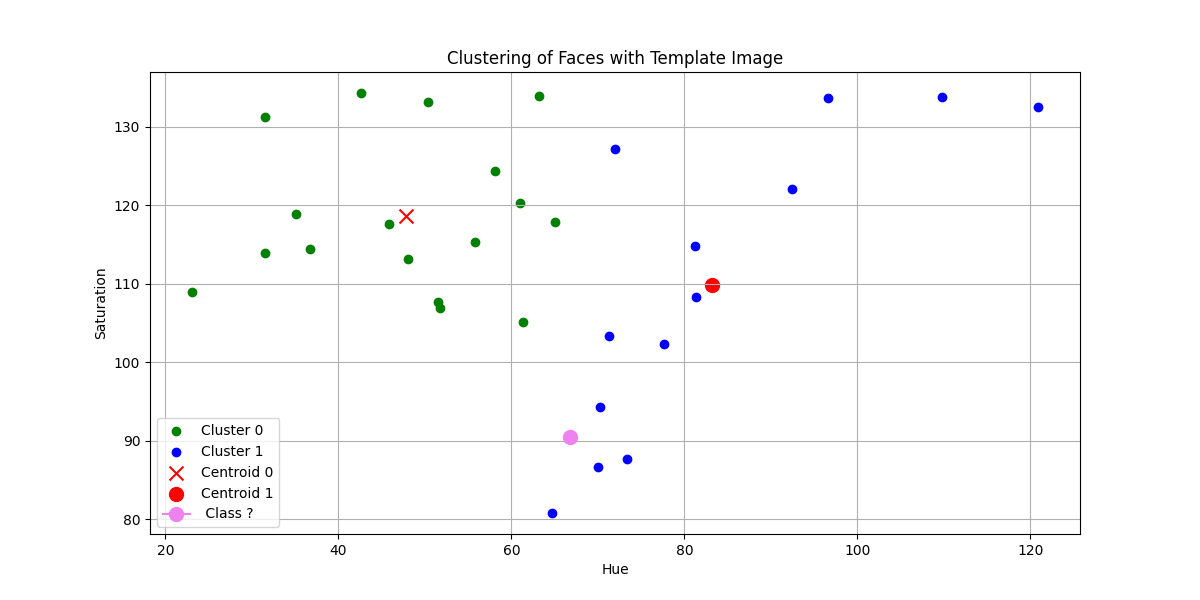 Clustering of Faces with Template Image
Saturation
130
120
110
100
90
80
Cluster 0
Cluster 1
Centroid 0
Centroid 1
Class ?
20 40 60 80 100 120
Hue